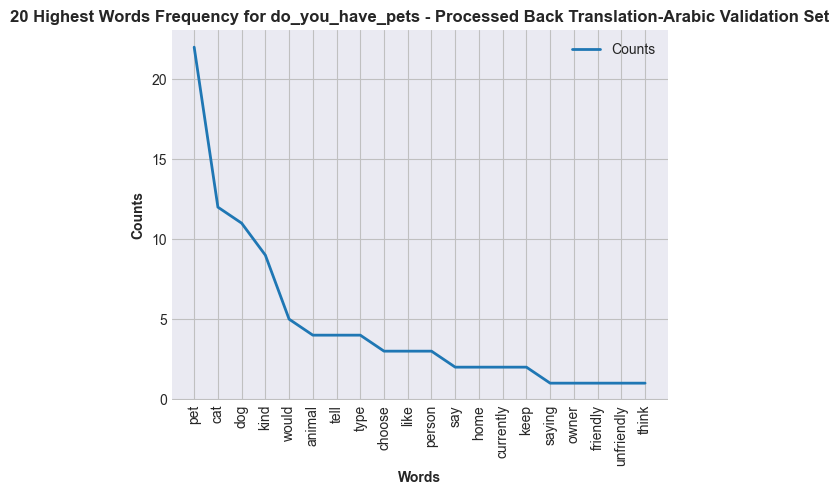 20 Highest Words Frequency for do_you_have_pets - Processed Back Translation-Arabic Validation Set
Counts
20
15
10
5
0
Counts
pet
cat
dog
kind
would
animal
tell
type
choose
like
person
say
home
currently
keep
saying
owner
friendly
unfriendly
think
Words